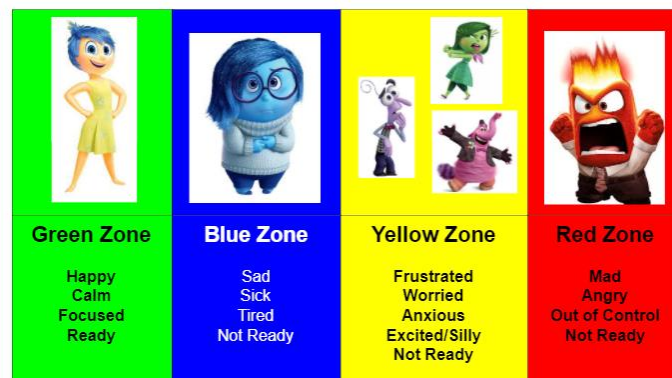 Green Zone
Happy
Calm
Focused
Ready
Blue Zone
Sad
Sick
Tired
Not Ready
Yellow Zone
Frustrated
Worried
Anxious
Excited/Silly
Not Ready
Red Zone
Mad
Angry
Out of Control
Not Ready